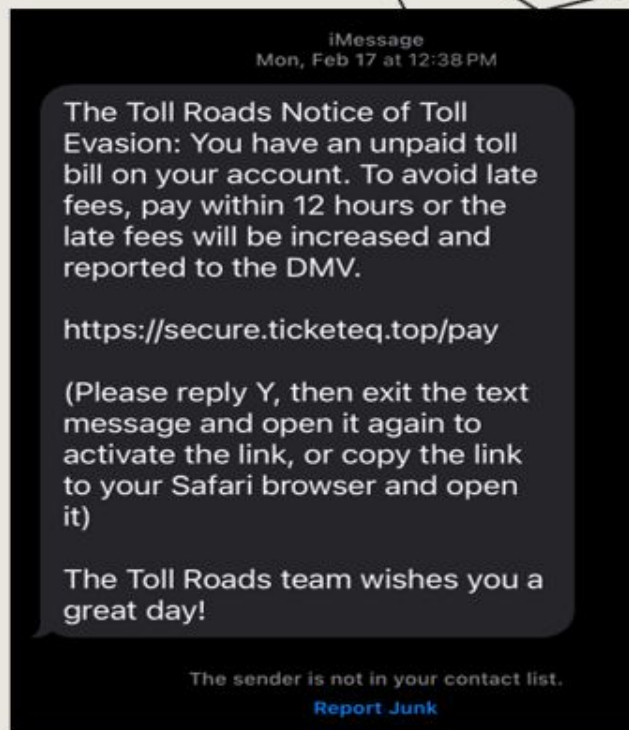 iMessage
Mon, Feb 17 at 12:38 PM
The Toll Roads Notice of Toll
Evasion: You have an unpaid toll
bill on your account. To avoid late
fees, pay within 12 hours or the
late fees will be increased and
reported to the DMV.
https://secure.ticketeq.top/pay
(Please reply Y, then exit the text
message and open it again to
activate the link, or copy the link
to your Safari browser and open
it)
The Toll Roads team wishes you a
great day!
The sender is not in your contact list.
Report Junk